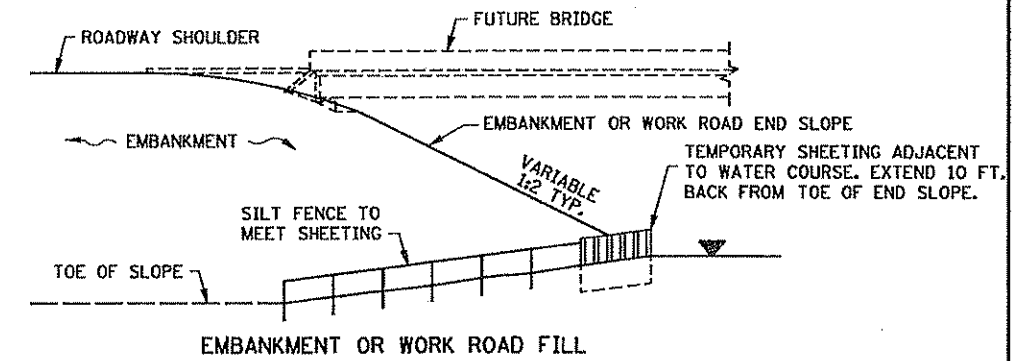 FUTURE BRIDGE
ROADWAY SHOULDER
EMBANKMENT
EMBANKMENT OR WORK ROAD END SLOPE
TEMPORARY SHEETING ADJACENT
TO WATER COURSE. EXTEND 10 FT.
BACK FROM TOE OF END SLOPE.
VARIABLE
1:2 TYP.
SILT FENCE TO
MEET SHEETING
TOE OF SLOPE
EMBANKMENT OR WORK ROAD FILL